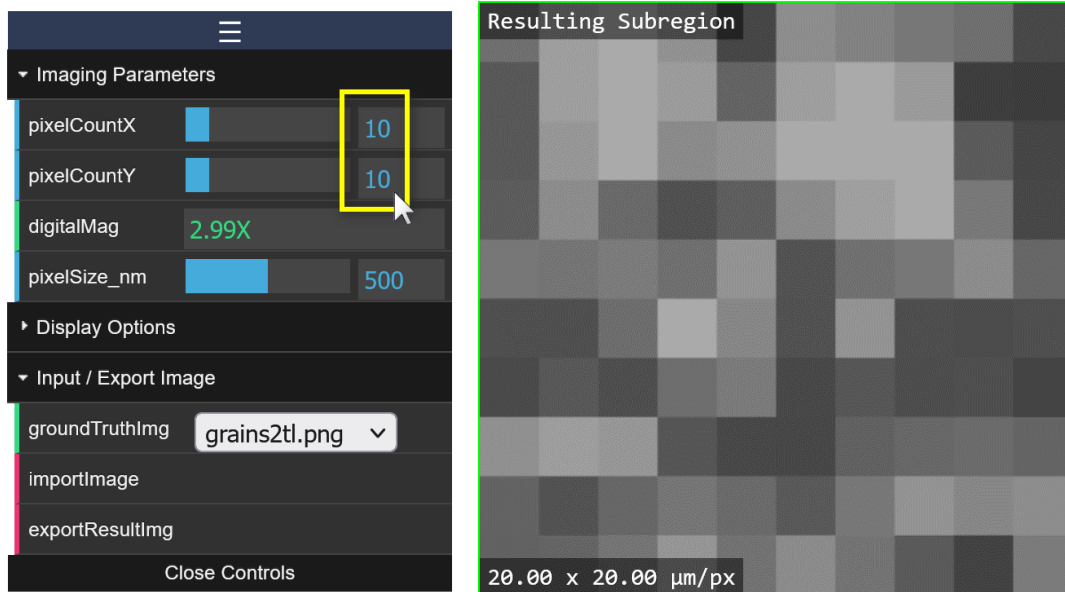 Imaging Parameters
pixelCountX 10
pixelCountY 10
digitalMag 2.99X
pixelSize_nm 500
Display Options
Input / Export Image
groundTruthImg grains2tl.png
importImage
exportResultImg
Close Controls
Resulting Subregion
20.00 x 20.00 µm/px